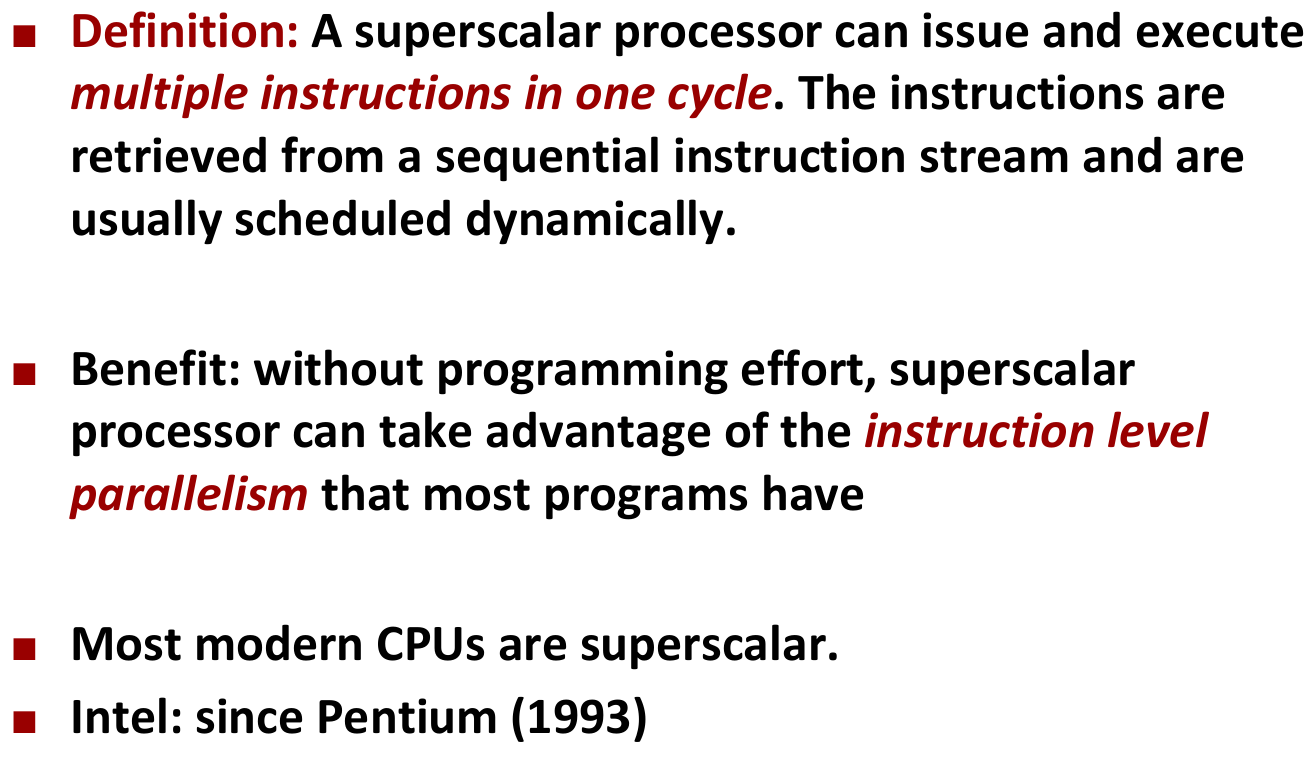 ■ Definition: A superscalar processor can issue and execute
multiple instructions in one cycle. The instructions are
retrieved from a sequential instruction stream and are
usually scheduled dynamically.
■ Benefit: without programming effort, superscalar
processor can take advantage of the instruction level
parallelism that most programs have
■ Most modern CPUs are superscalar.
■ Intel: since Pentium (1993)